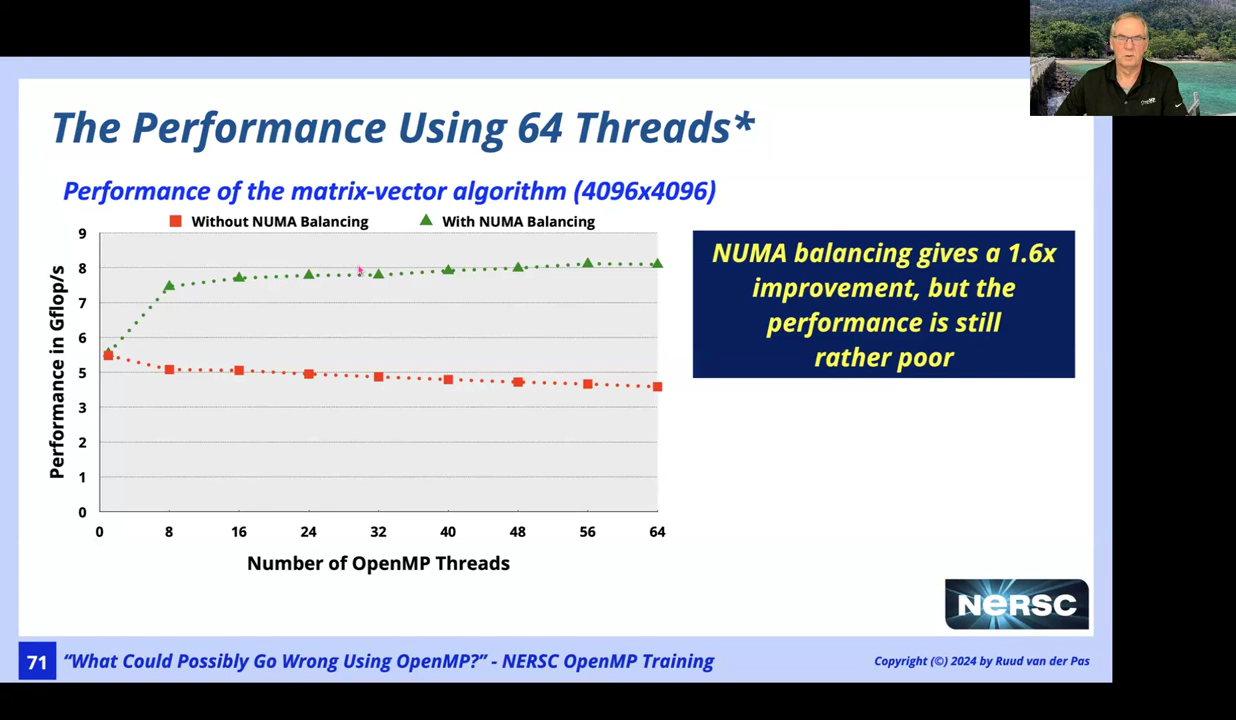 The Performance Using 64 Threads*
Performance of the matrix-vector algorithm (4096x4096)
Without NUMA Balancing With NUMA Balancing
Performance in Gflop/s
9
8
7
6
5
3
2
1
0
0 8 16 24 32 40 48 56 64
Number of OpenMP Threads
NUMA balancing gives a 1.6x
improvement, but the
performance is still
rather poor
NERSC
71 “What Could Possibly Go Wrong Using OpenMP?” - NERSC OpenMP Training
Copyright (©) 2024 by Ruud van der Pas